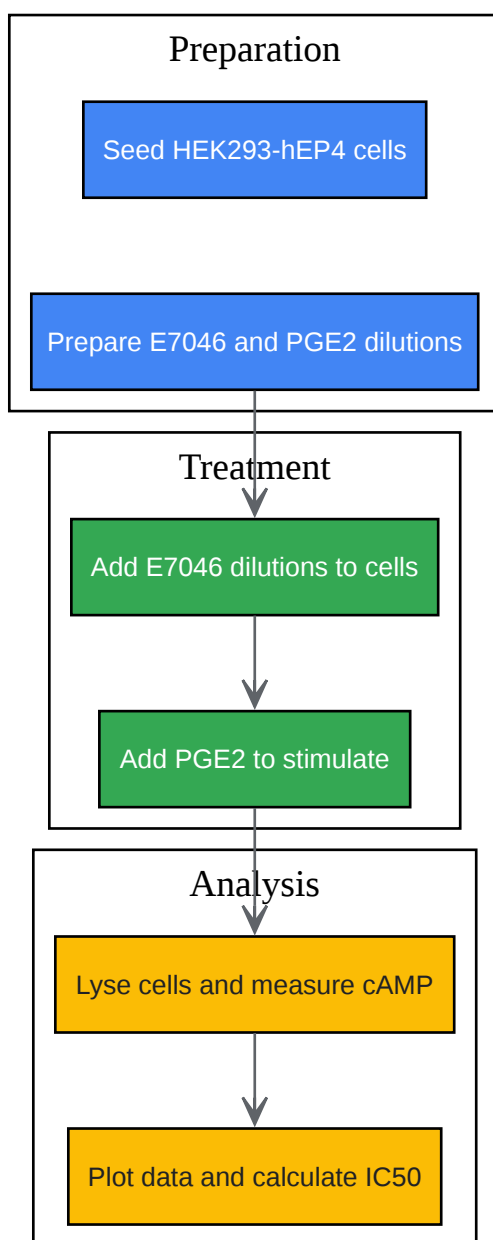 Preparation
Seed HEK293-hEP4 cells
Prepare E7046 and PGE2 dilutions
Treatment
Add E7046 dilutions to cells
Add PGE2 to stimulate
Analysis
Lyse cells and measure cAMP
Plot data and calculate IC50